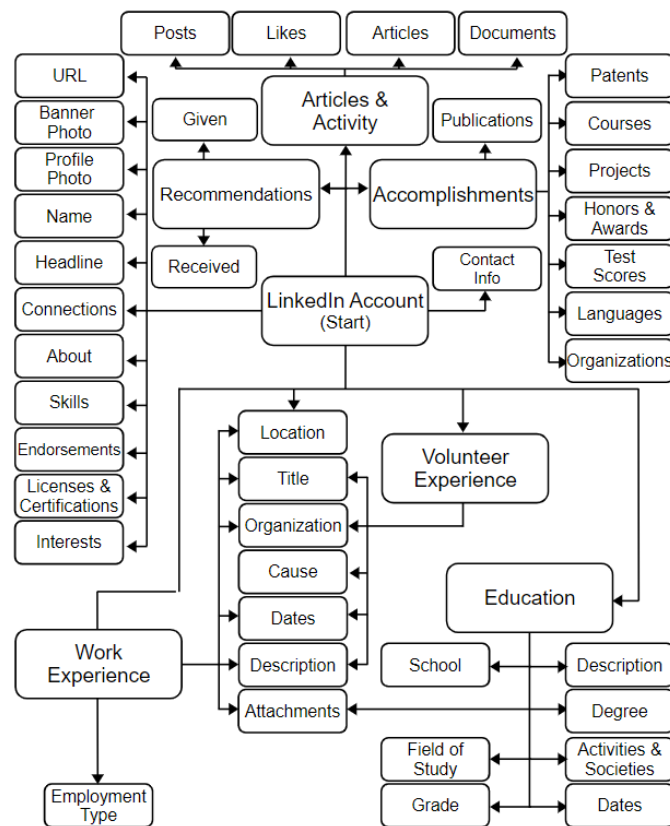 Posts
Likes
Articles
Documents
URL
Banner
Photo
Profile
Photo
Name
Headline
Connections
About
Skills
Endorsements
Licenses &
Certifications
Interests
Given
Recommendations
Received
Articles &
Activity
Publications
Accomplishments
Patents
Courses
Projects
Honors &
Awards
Test
Scores
Languages
Organizations
LinkedIn Account
(Start)
Contact
Info
Location
Title
Organization
Cause
Dates
Description
Attachments
Volunteer
Experience
Work
Experience
Employment
Type
Education
School
Description
Degree
Field of
Study
Activities &
Societies
Grade
Dates